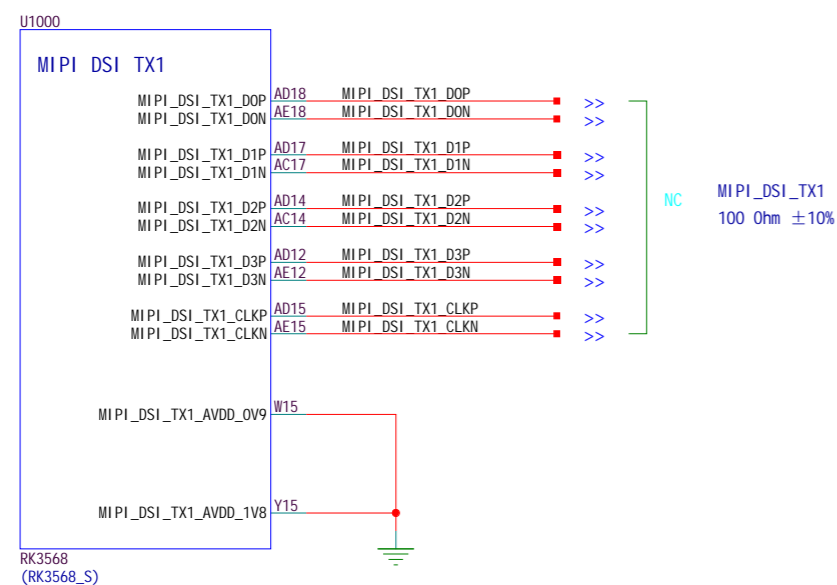 U1000
MIPI DSI TX1
MIPI_DSI_TX1_D0P AD18 MIPI_DSI_TX1_D0P >>
MIPI_DSI_TX1_D0N AE18 MIPI_DSI_TX1_D0N >>
MIPI_DSI_TX1_D1P AD17 MIPI_DSI_TX1_D1P >>
MIPI_DSI_TX1_D1N AC17 MIPI_DSI_TX1_D1N >>
MIPI_DSI_TX1_D2P AD14 MIPI_DSI_TX1_D2P >>
MIPI_DSI_TX1_D2N AC14 MIPI_DSI_TX1_D2N >>
NC
MIPI_DSI_TX1
100 Ohm ±10%
MIPI_DSI_TX1_D3P AD12 MIPI_DSI_TX1_D3P >>
MIPI_DSI_TX1_D3N AE12 MIPI_DSI_TX1_D3N >>
MIPI_DSI_TX1_CLKP AD15 MIPI_DSI_TX1_CLKP >>
MIPI_DSI_TX1_CLKN AE15 MIPI_DSI_TX1_CLKN >>
MIPI_DSI_TX1_AVDD_0V9 W15
MIPI_DSI_TX1_AVDD_1V8 Y15
RK3568
(RK3568_S)